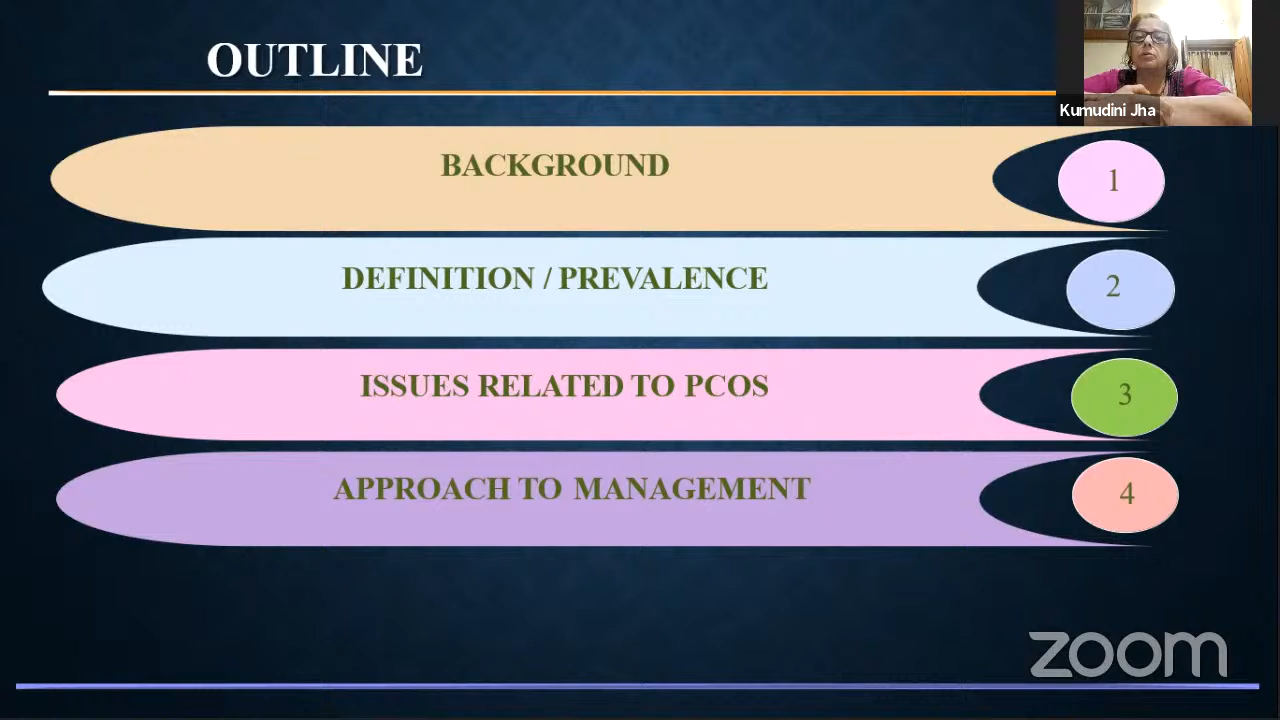 OUTLINE
Kumudini Jha
BACKGROUND
1
DEFINITION / PREVALENCE
2
ISSUES RELATED TO PCOS
3
APPROACH TO MANAGEMENT
4
zoom